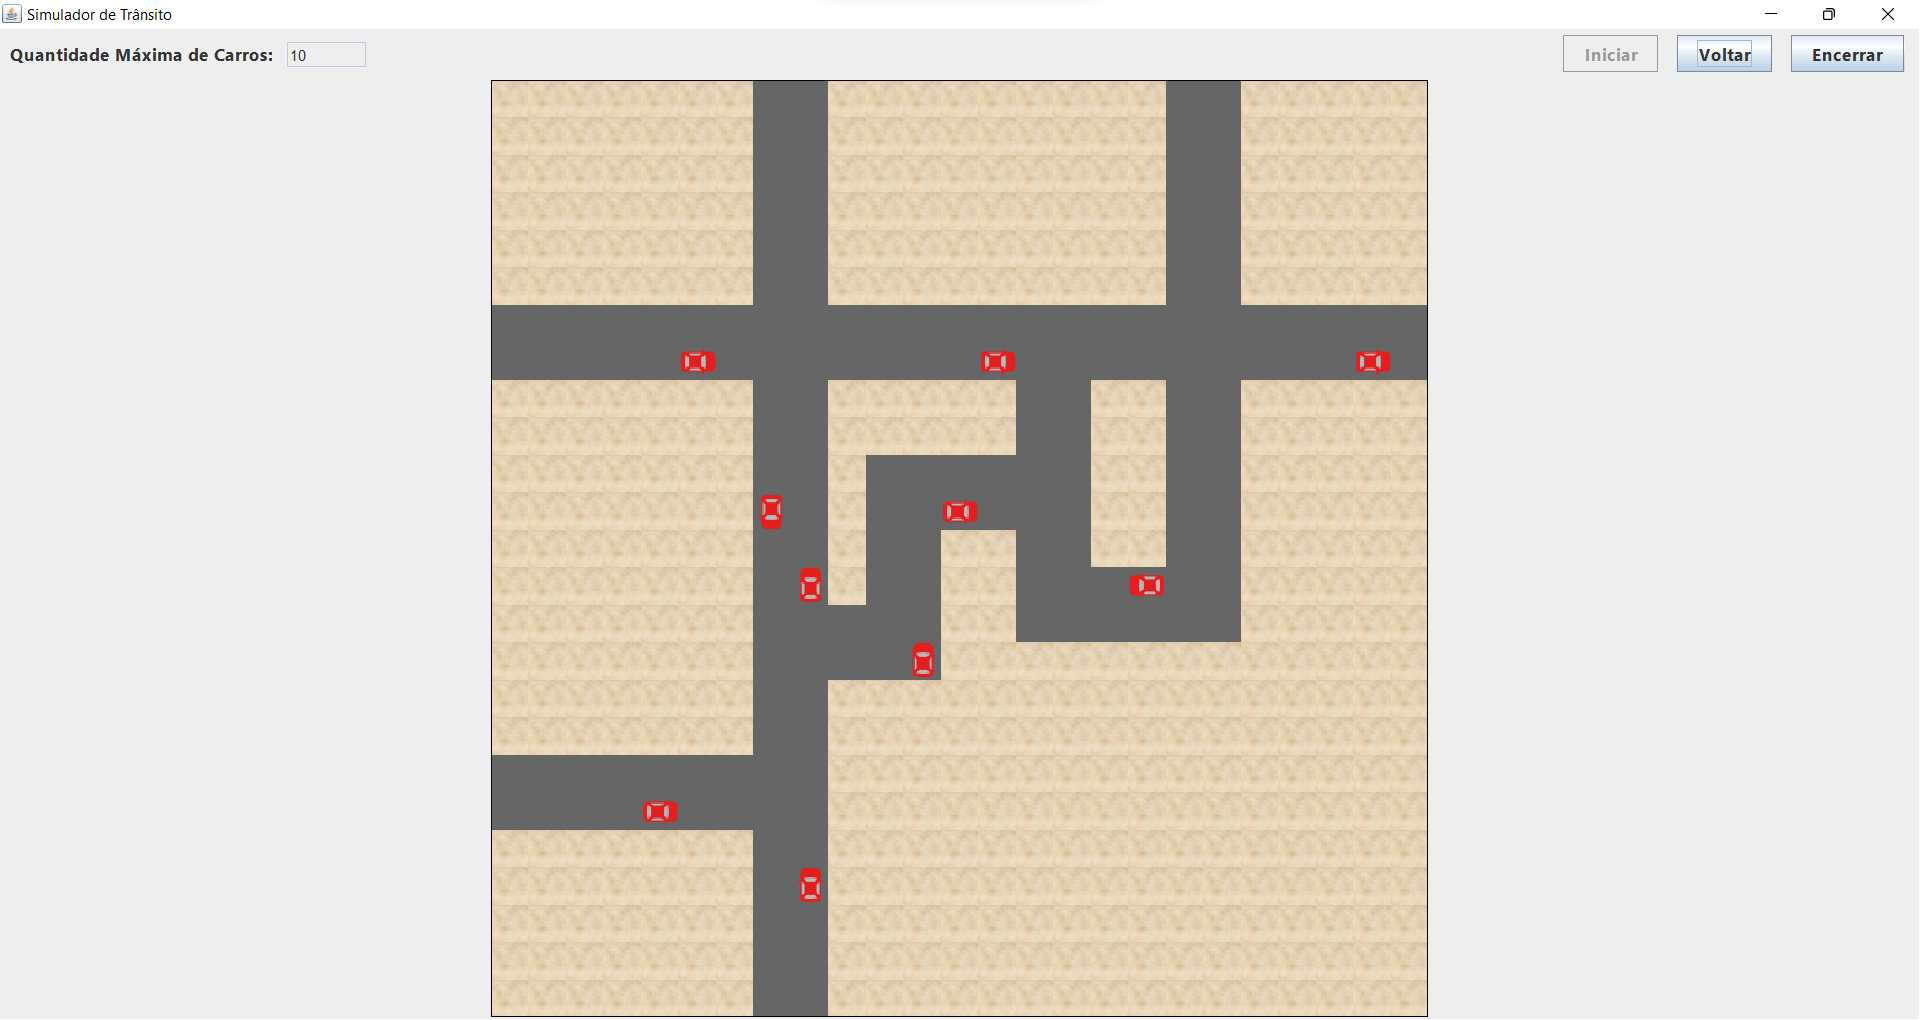 Simulador de Trânsito
Quantidade Máxima de Carros: 10
Iniciar
Voltar
Encerrar